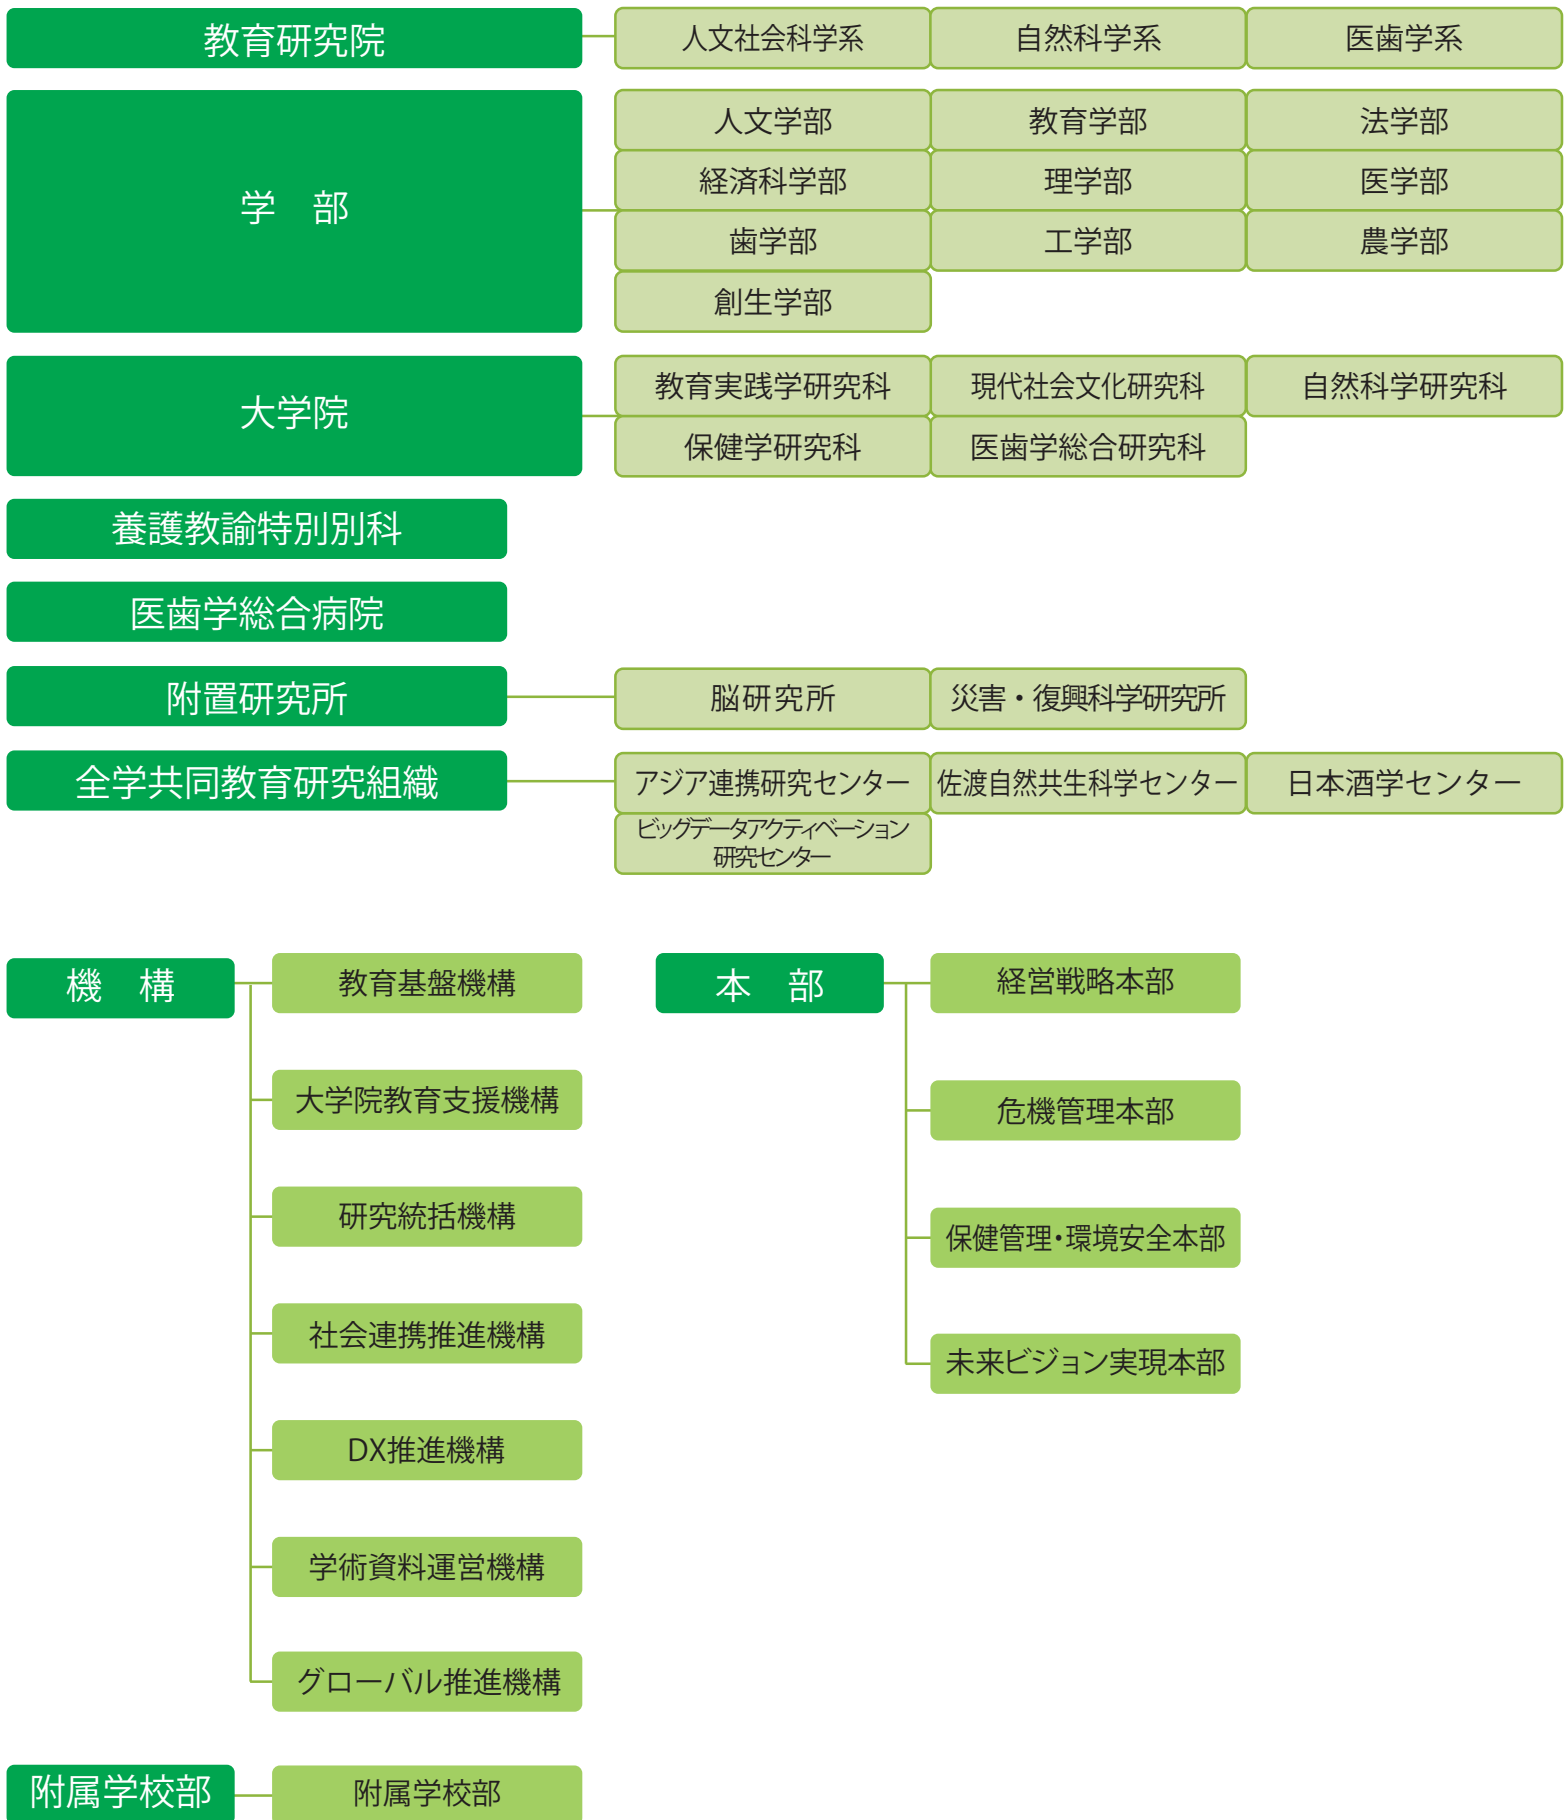 教育研究院
人文社会科学系
自然科学系
医歯学系
学　部
人文学部
教育学部
法学部
経済科学部
理学部
医学部
歯学部
工学部
農学部
創生学部
大学院
教育実践学研究科
現代社会文化研究科
自然科学研究科
保健学研究科
医歯学総合研究科
養護教諭特別別科
医歯学総合病院
附置研究所
脳研究所
災害・復興科学研究所
全学共同教育研究組織
アジア連携研究センター
佐渡自然共生科学センター
日本酒学センター
ビッグデータアクティベーション
研究センター
機　構
教育基盤機構
大学院教育支援機構
研究統括機構
社会連携推進機構
DX推進機構
学術資料運営機構
グローバル推進機構
本　部
経営戦略本部
危機管理本部
保健管理・環境安全本部
未来ビジョン実現本部
附属学校部
附属学校部